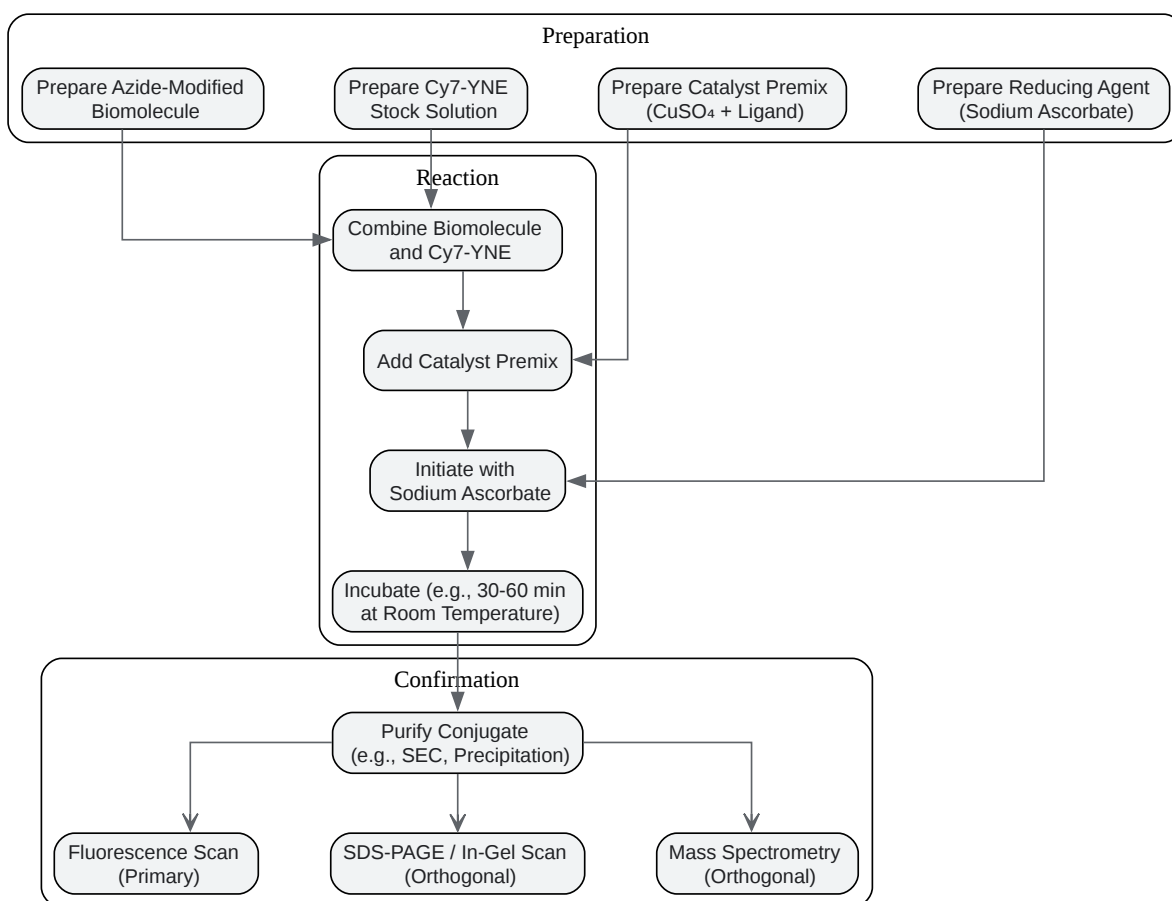 Preparation
Prepare Azide-Modified
Biomolecule
Prepare Cy7-YNE
Stock Solution
Prepare Catalyst Premix
(CuSO₄ + Ligand)
Prepare Reducing Agent
(Sodium Ascorbate)
Reaction
Combine Biomolecule
and Cy7-YNE
Add Catalyst Premix
Initiate with
Sodium Ascorbate
Incubate (e.g., 30-60 min
at Room Temperature)
Confirmation
Purify Conjugate
(e.g., SEC, Precipitation)
Fluorescence Scan
(Primary)
SDS-PAGE / In-Gel Scan
(Orthogonal)
Mass Spectrometry
(Orthogonal)